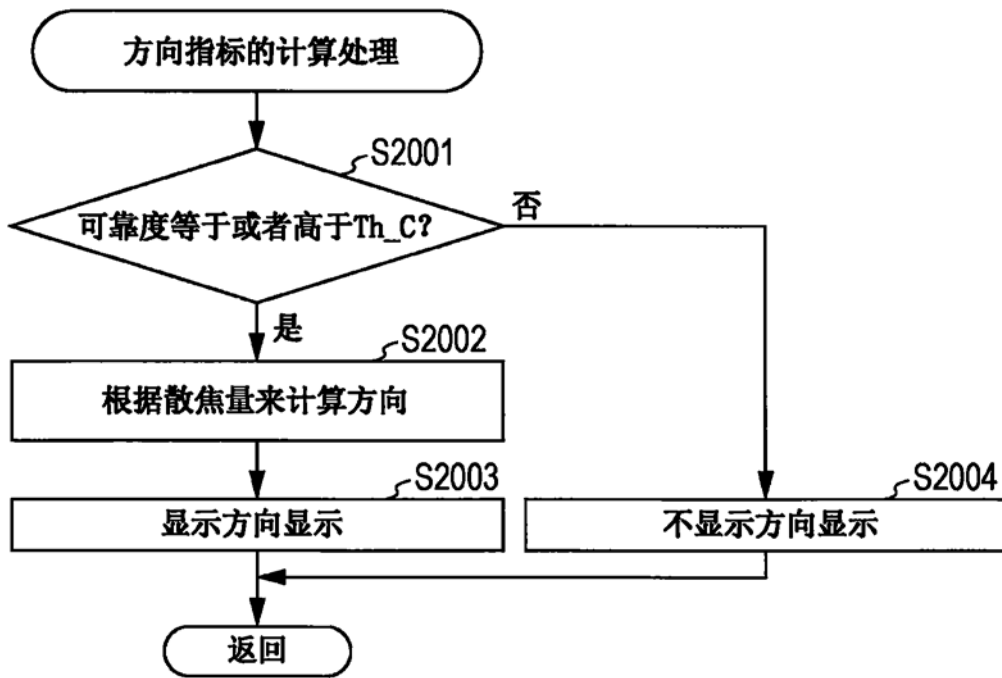 方向指标的计算处理
S2001
可靠度等于或者高于Th_C?
否
是
S2002
根据散焦量来计算方向
S2003
显示方向显示
S2004
不显示方向显示
返回